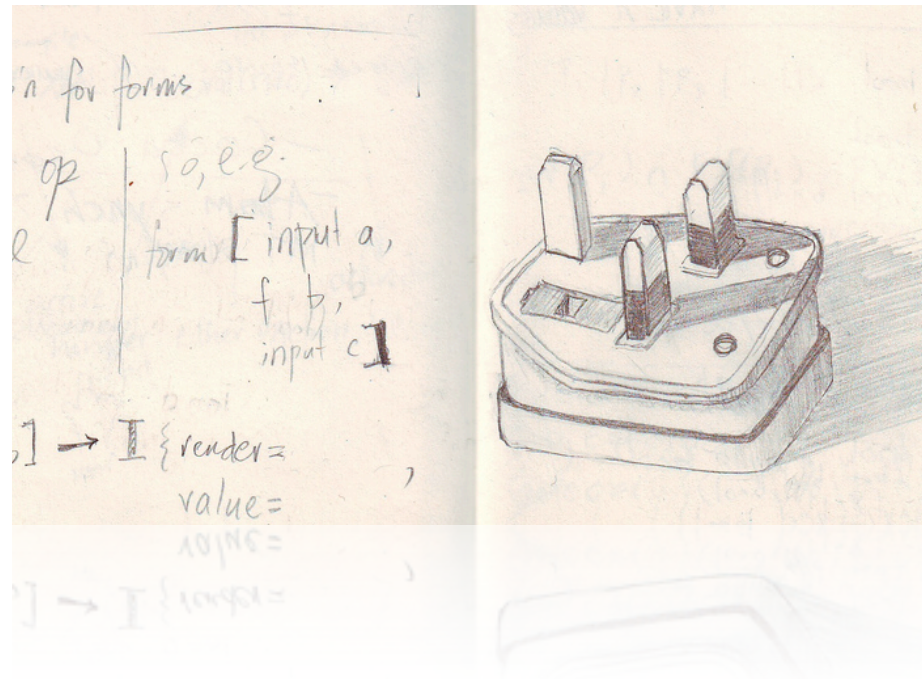 n for forms
op | so, e.g.
form [ input a,
f b,
input c ]
] → I { render=
value=
,